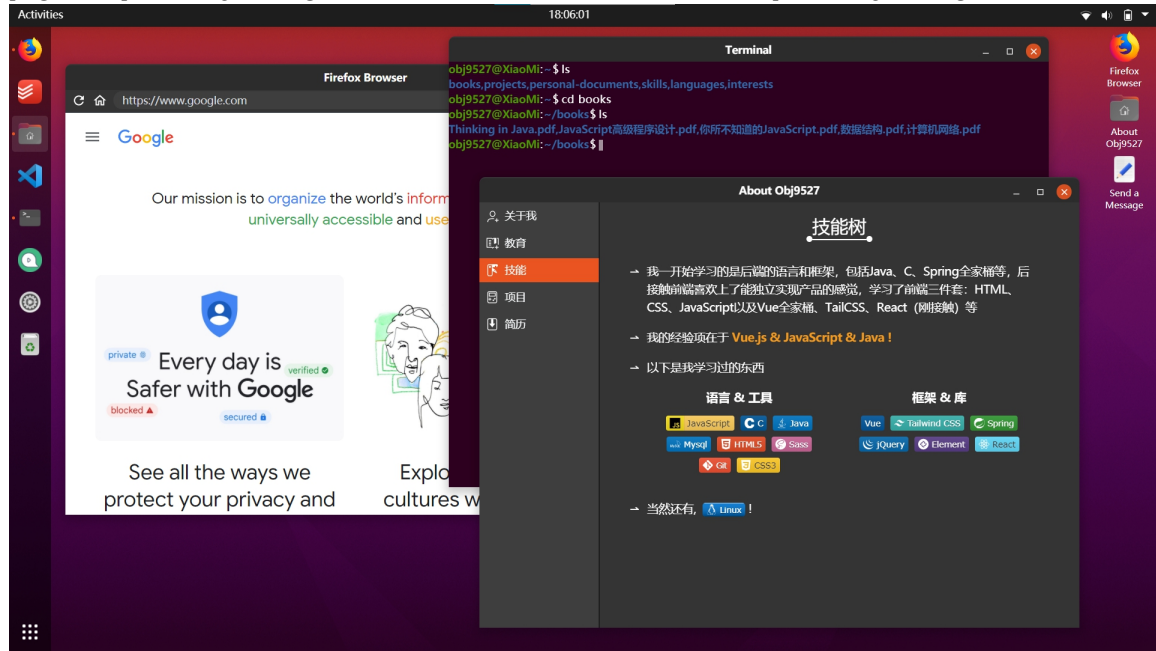 Activities
18:06:01
Firefox Browser
https://www.google.com
Google
Our mission is to organize the world's inform
universally accessible and use
private
Every day is
verified
Safer with Google
blocked
secured
See all the ways we
protect your privacy and
Explo
cultures w
Terminal
obj9527@XiaoMi:~$ ls
books,projects,personal-documents,skills,languages,interests
obj9527@XiaoMi:~$ cd books
obj9527@XiaoMi:~/books$ ls
Thinking in Java.pdf,JavaScript高级程序设计.pdf,你所不知道的JavaScript.pdf,数据结构.pdf,计算机网络.pdf
obj9527@XiaoMi:~/books$
About Obj9527
关于我
教育
技能
项目
简历
技能树
→ 我一开始学习的是后端的语言和框架，包括Java、C、Spring全家桶等，后
接触前端喜欢上了能独立实现产品的感觉，学习了前端三件套：HTML、
CSS、JavaScript以及Vue全家桶、TailCSS、React（刚接触）等
→ 我的经验项在于 Vue.js & JavaScript & Java !
→ 以下是我学习过的东西
语言 & 工具
JavaScript C Java
Mysql HTML5 Sass
Git CSS3
框架 & 库
Vue Tailwind CSS Spring
jQuery Element React
→ 当然还有, Linux !
Firefox
Browser
About
Obj9527
Send a
Message